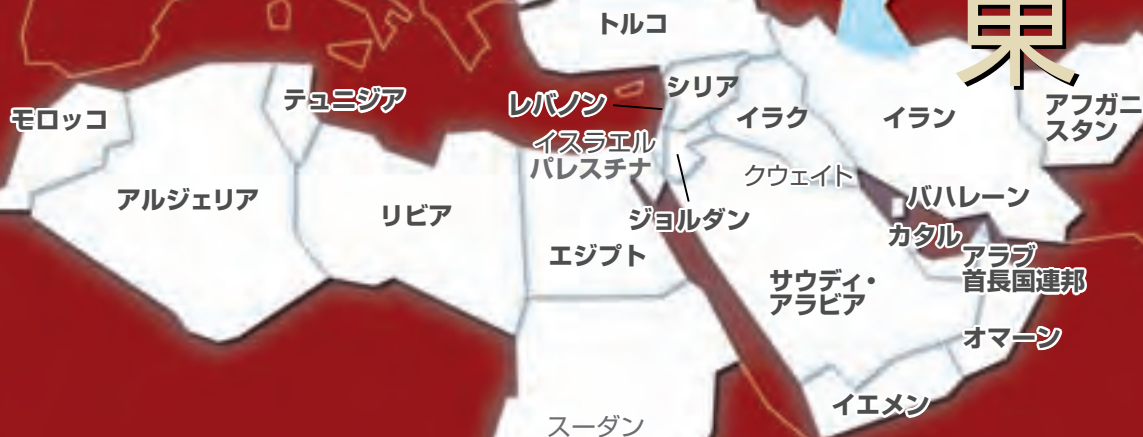 東
トルコ
シリア
レバノン
イスラエル
パレスチナ
ジョルダン
イラク
イラン
アフガニ
スタン
モロッコ
テュニジア
アルジェリア
リビア
エジプト
クウェイト
バハレーン
カタル
アラブ
首長国連邦
サウディ・
アラビア
オマーン
イエメン
スーダン